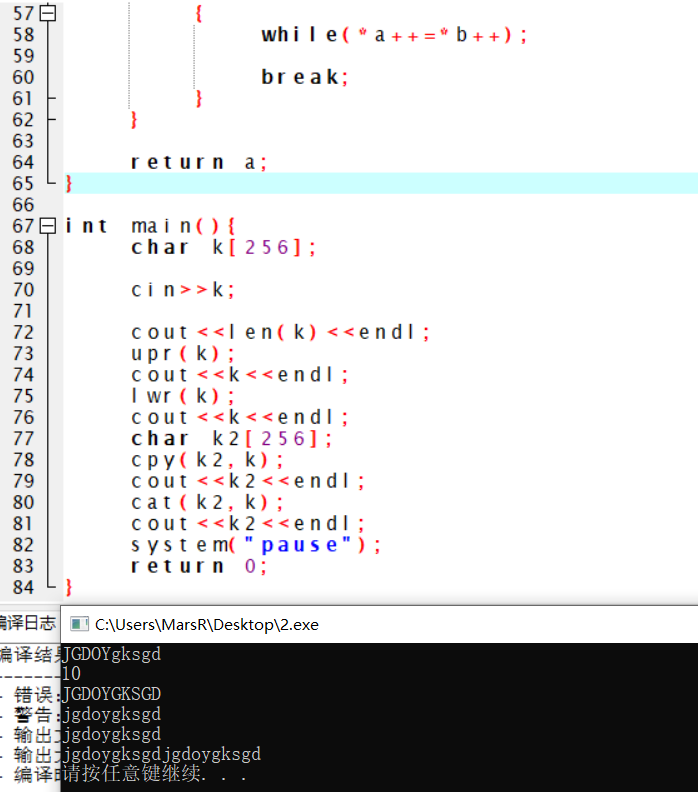 57 {
58 while(*a++=*b++);
59
60 break;
61 }
62 }
63
64 return a;
65 }
66
67 int main(){
68 char k[256];
69
70 cin>>k;
71
72 cout<<len(k)<<endl;
73 upr(k);
74 cout<<k<<endl;
75 lwr(k);
76 cout<<k<<endl;
77 char k2[256];
78 cpy(k2,k);
79 cout<<k2<<endl;
80 cat(k2,k);
81 cout<<k2<<endl;
82 system("pause");
83 return 0;
84 }
编译日志
C:\Users\MarsR\Desktop\2.exe
编译结
JGDOYgksgd
--------
10
- 错误:
JGDOYGKSGD
- 警告:
jgdoygksgd
- 输出
jgdoygksgd
- 输出
jgdoygksgdjgdoygksgd
- 编译
请按任意键继续. . .